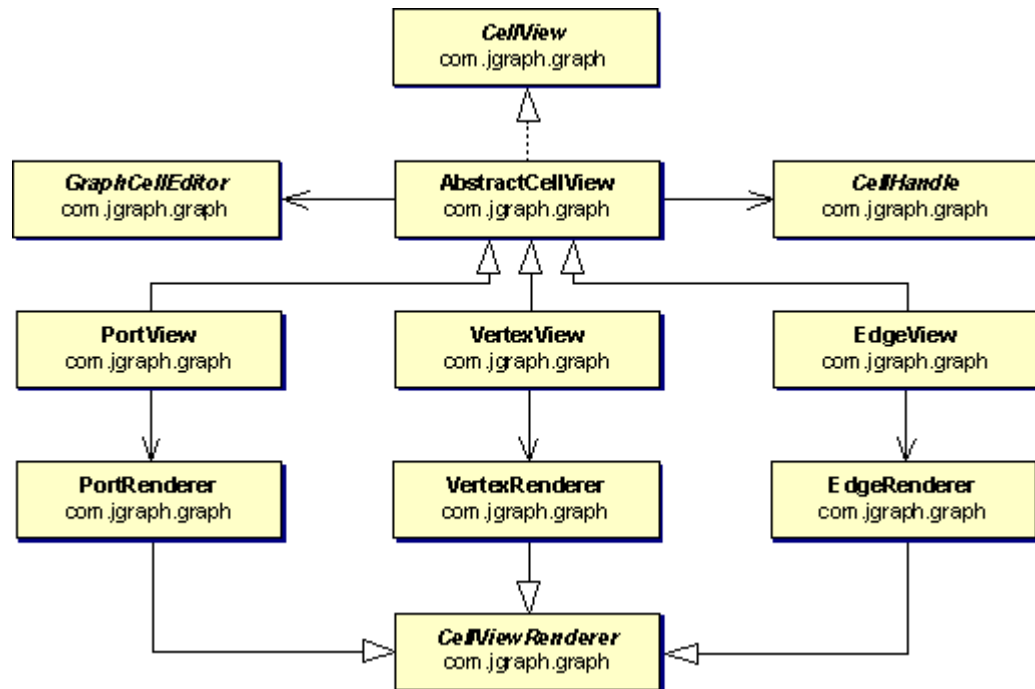 CellView
com.jgraph.graph
GraphCellEditor
com.jgraph.graph
AbstractCellView
com.jgraph.graph
CellHandle
com.jgraph.graph
PortView
com.jgraph.graph
VertexView
com.jgraph.graph
EdgeView
com.jgraph.graph
PortRenderer
com.jgraph.graph
VertexRenderer
com.jgraph.graph
EdgeRenderer
com.jgraph.graph
CellViewRenderer
com.jgraph.graph